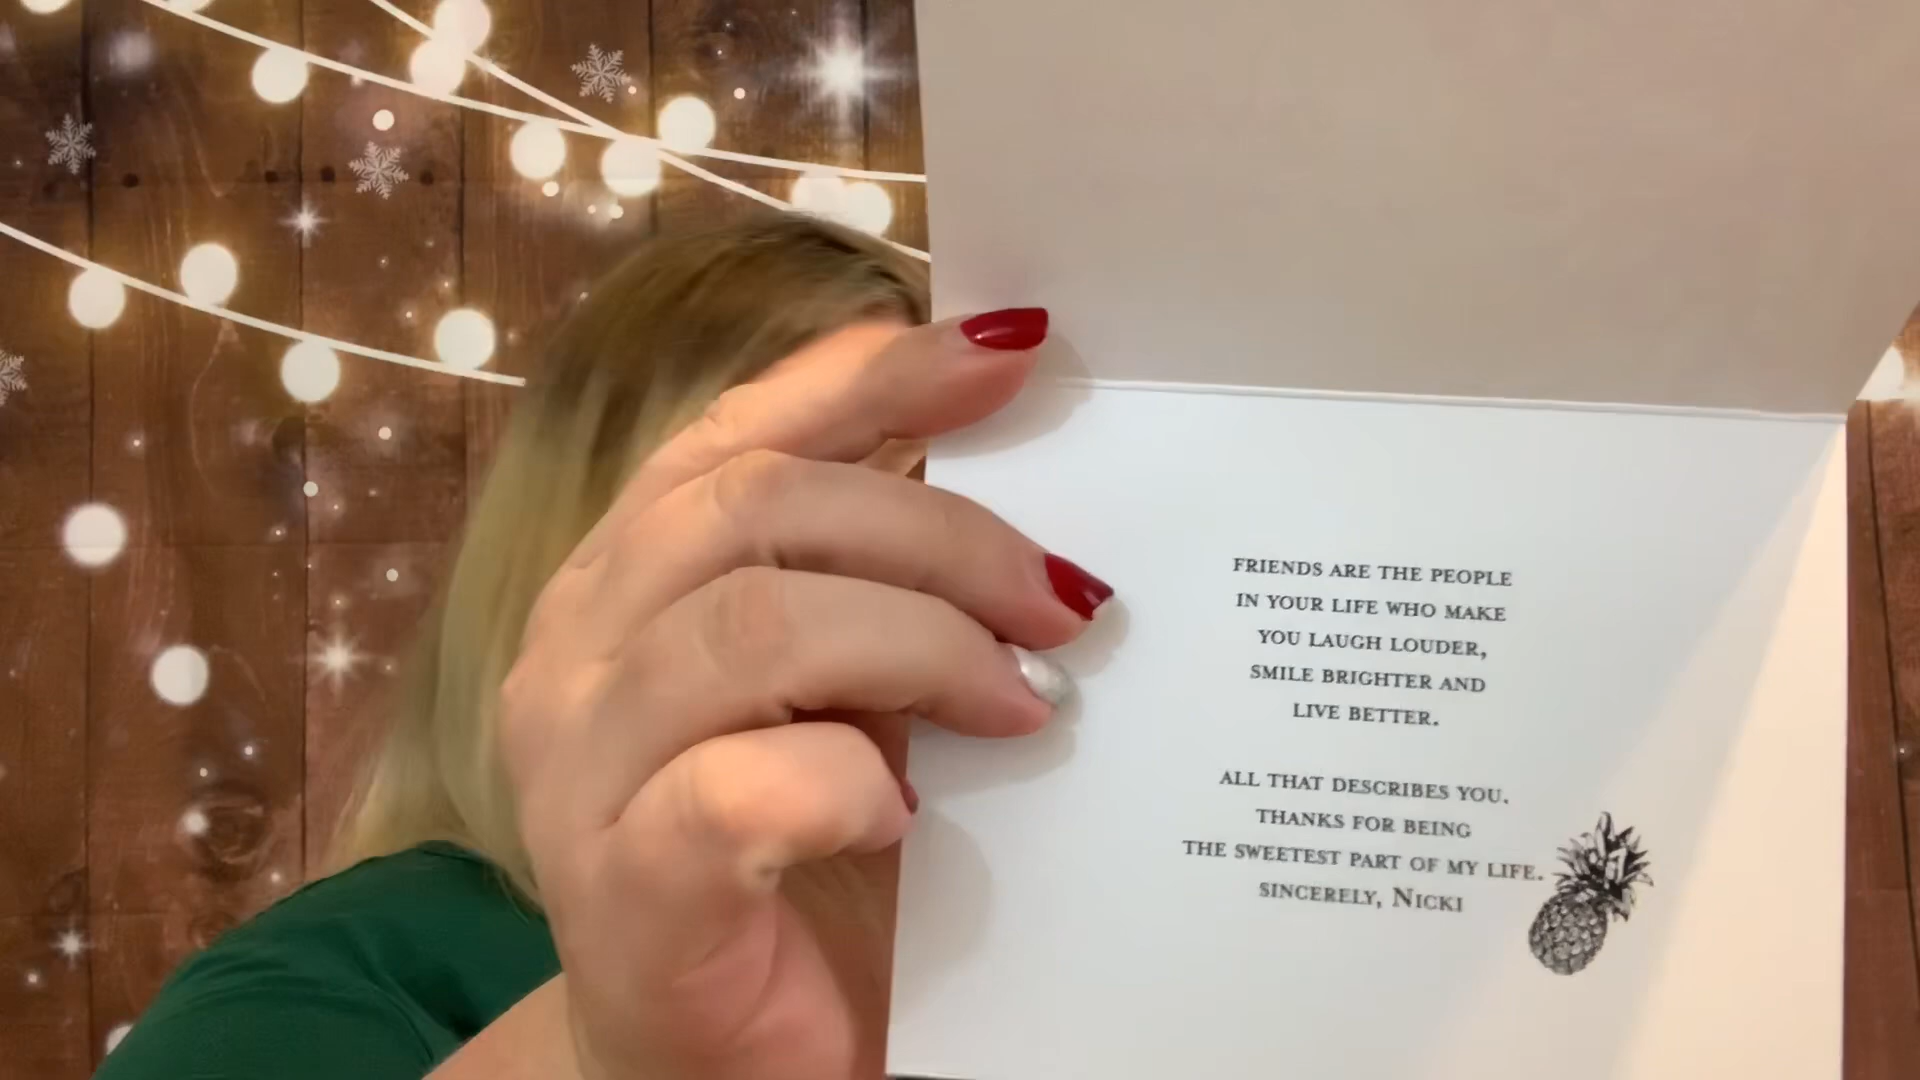 FRIENDS ARE THE PEOPLE
IN YOUR LIFE WHO MAKE
YOU LAUGH LOUDER,
SMILE BRIGHTER AND
LIVE BETTER.
ALL THAT DESCRIBES YOU.
THANKS FOR BEING
THE SWEETEST PART OF MY LIFE.
SINCERELY, NICKI